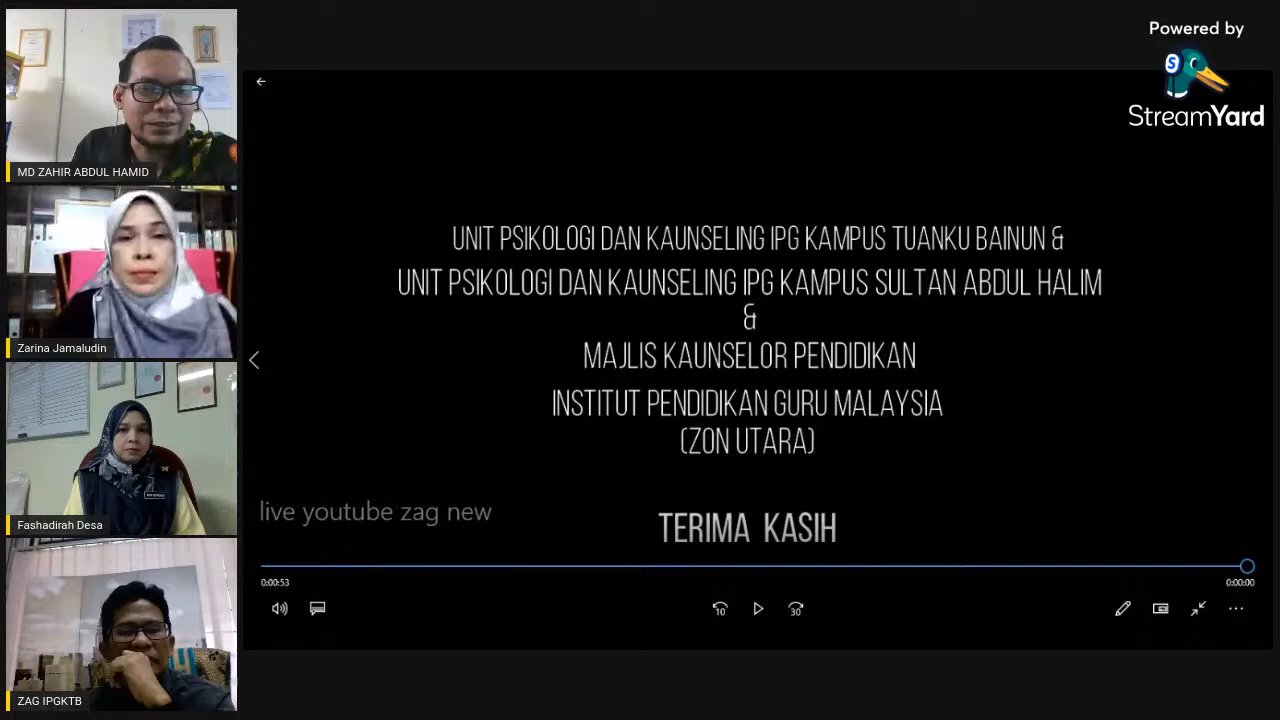 MD ZAHIR ABDUL HAMID
Zarina Jamaludin
Fashadirah Desa
ZAG IPGKTB
Powered by
StreamYard
UNIT PSIKOLOGI DAN KAUNSELING IPG KAMPUS TUANKU BAINUN &
UNIT PSIKOLOGI DAN KAUNSELING IPG KAMPUS SULTAN ABDUL HALIM
&
MAJLIS KAUNSELOR PENDIDIKAN
INSTITUT PENDIDIKAN GURU MALAYSIA
(ZON UTARA)
live youtube zag new
TERIMA KASIH
0:00:53
0:00:00
10
30